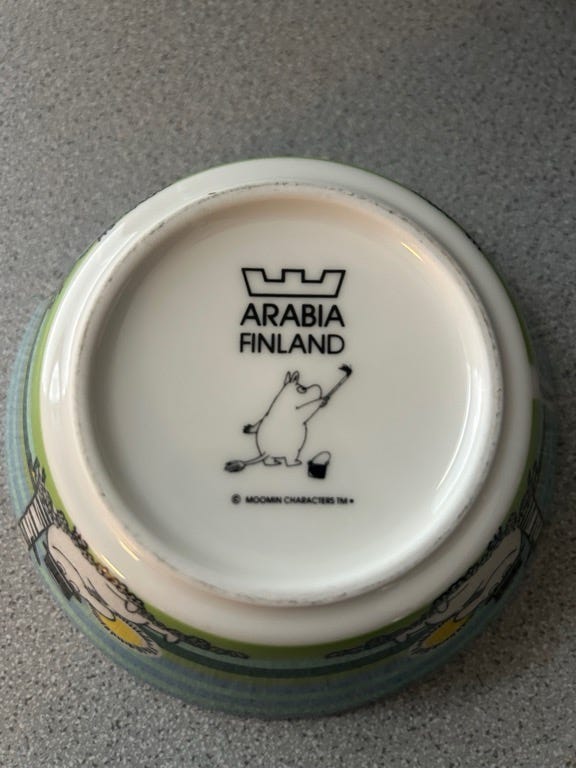 ARABIA
FINLAND
© MOOMIN CHARACTERS TM •